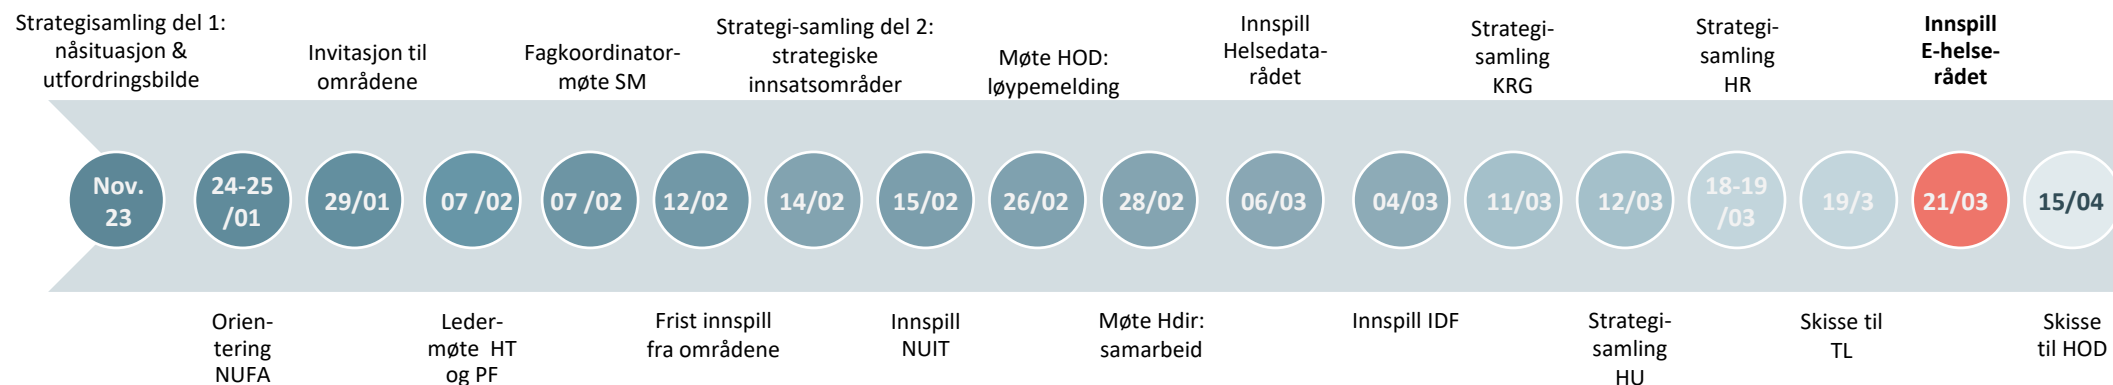 Strategisamling del 1:
nåsituasjon &
utfordringsbilde
Invitasjon til
områdene
Fagkoordinator-
møte SM
Strategi-samling del 2:
strategiske
innsatsområder
Møte HOD:
løypemelding
Innspill
Helsedata-
rådet
Strategi-
samling
KRG
Strategi-
samling
HR
Innspill
E-helse-
rådet
Nov.
23
24-25
/01
29/01
07 /02
07 /02
12/02
14/02
15/02
26/02
28/02
06/03
04/03
11/03
12/03
18-19
/03
19/3
21/03
15/04
Orien-
tering
NUFA
Leder-
møte HT
og PF
Frist innspill
fra områdene
Innspill
NUIT
Møte Hdir:
samarbeid
Innspill IDF
Strategi-
samling
HU
Skisse til
TL
Skisse
til HOD